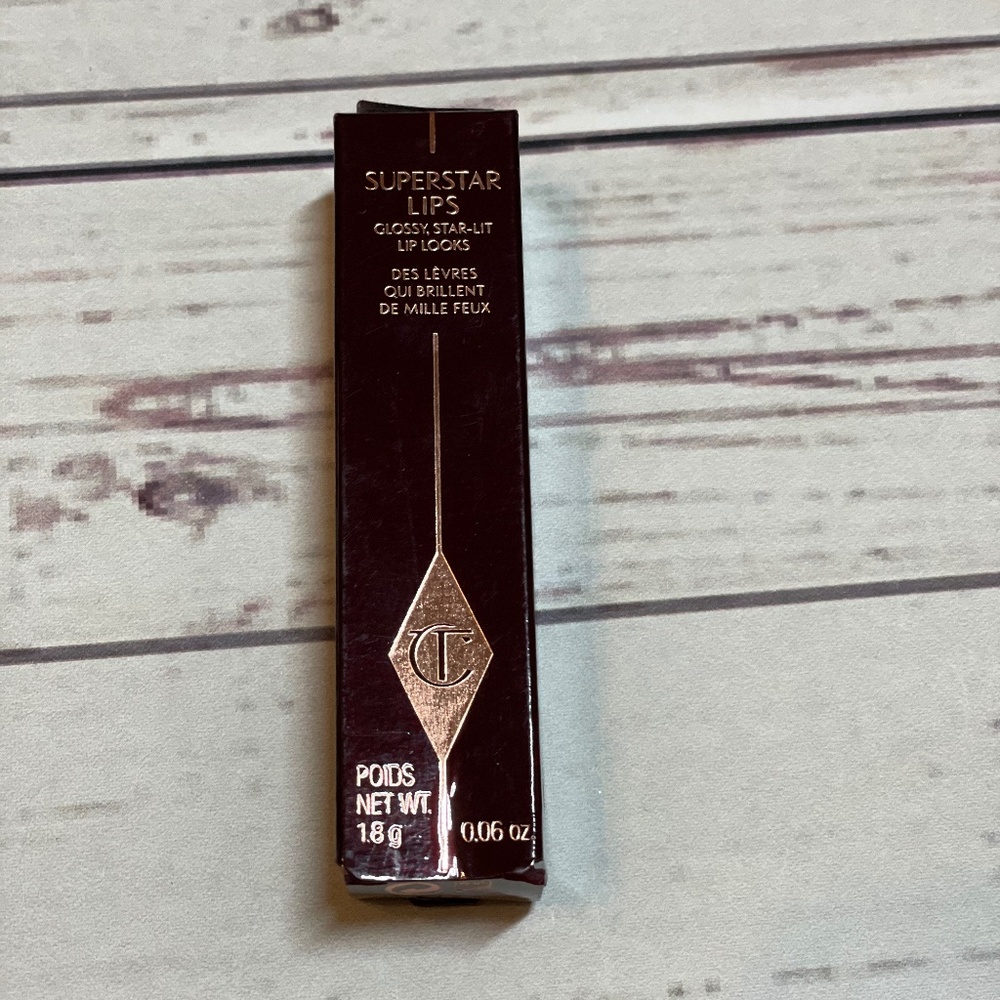 SUPERSTAR
LIPS
GLOSSY, STAR-LIT
LIP LOOKS
DES LÈVRES
QUI BRILLENT
DE MILLE FEUX
CT
POIDS
NET WT.
1.8 g 0.06 oz